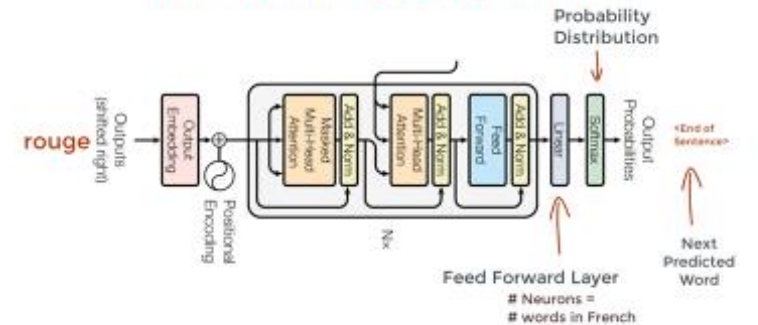 Probability
Distribution
rouge
Outputs
(shifted right)
Output
Embedding
Positional
Encoding
Masked
Multi-Head
Attention
Add & Norm
Multi-Head
Attention
Add & Norm
Feed
Forward
Add & Norm
Nx
Linear
Softmax
Output
Probabilities
<End of
Sentence>
Next
Predicted
Word
Feed Forward Layer
# Neurons =
# words in French